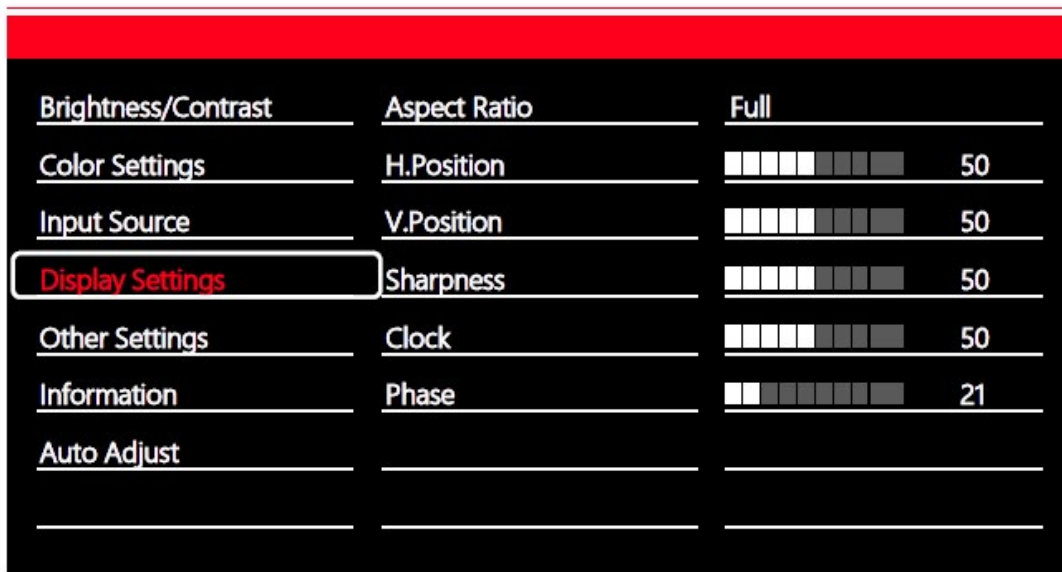 Brightness/Contrast Aspect Ratio Full
Color Settings H.Position 50
Input Source V.Position 50
Display Settings Sharpness 50
Other Settings Clock 50
Information Phase 21
Auto Adjust